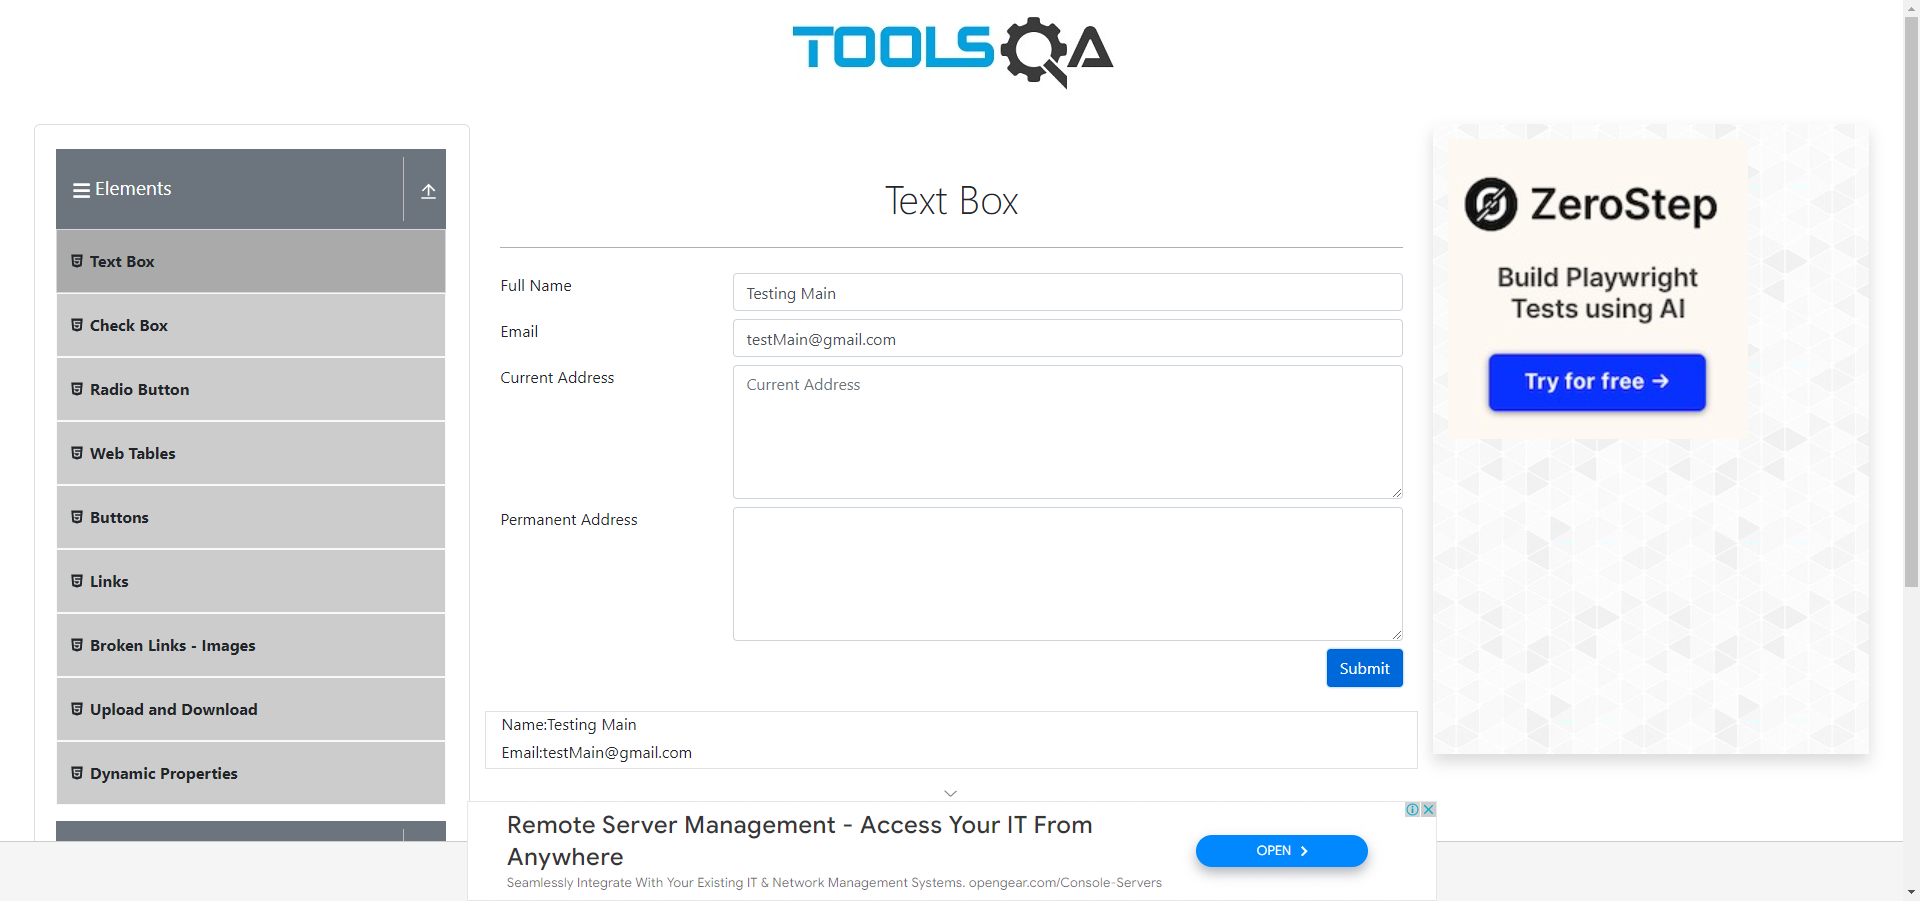 TOOLSQA
Elements
Text Box
Check Box
Radio Button
Web Tables
Buttons
Links
Broken Links - Images
Upload and Download
Dynamic Properties
Text Box
Full Name
Testing Main
Email
testMain@gmail.com
Current Address
Current Address
Permanent Address
Submit
Name:Testing Main
Email:testMain@gmail.com
ZeroStep
Build Playwright
Tests using AI
Try for free →
Remote Server Management - Access Your IT From
Anywhere
Seamlessly Integrate With Your Existing IT & Network Management Systems. opengear.com/Console-Servers
OPEN